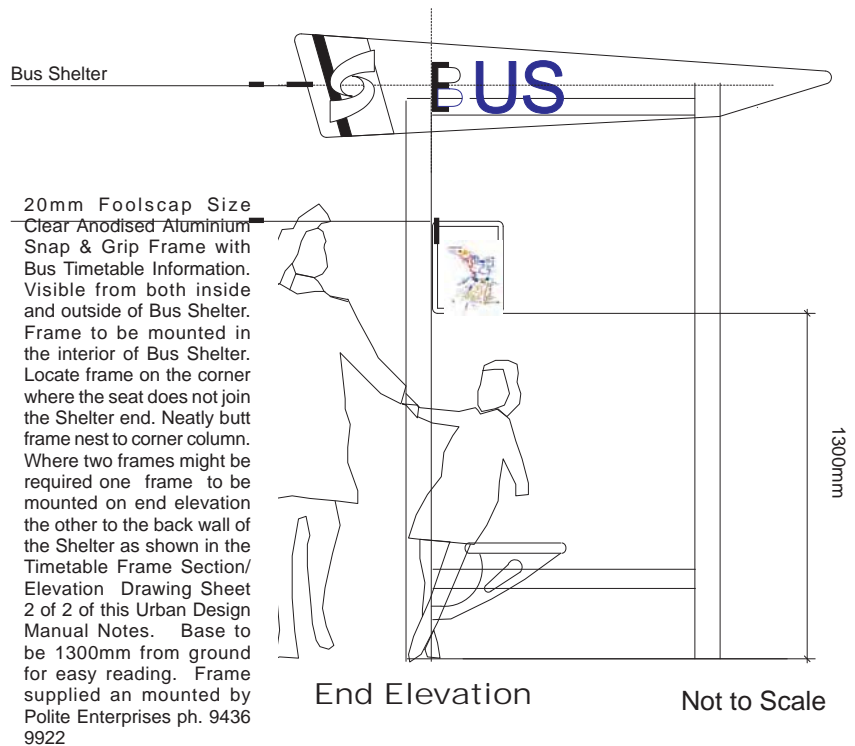 Bus Shelter
BUS
20mm Foolscap Size
Clear Anodised Aluminium
Snap & Grip Frame with
Bus Timetable Information.
Visible from both inside
and outside of Bus Shelter.
Frame to be mounted in
the interior of Bus Shelter.
Locate frame on the corner
where the seat does not join
the Shelter end. Neatly butt
frame nest to corner column.
Where two frames might be
required one frame to be
mounted on end elevation
the other to the back wall of
the Shelter as shown in the
Timetable Frame Section/
Elevation Drawing Sheet
2 of 2 of this Urban Design
Manual Notes. Base to
be 1300mm from ground
for easy reading. Frame
supplied an mounted by
Polite Enterprises ph. 9436
9922
1300mm
End Elevation
Not to Scale